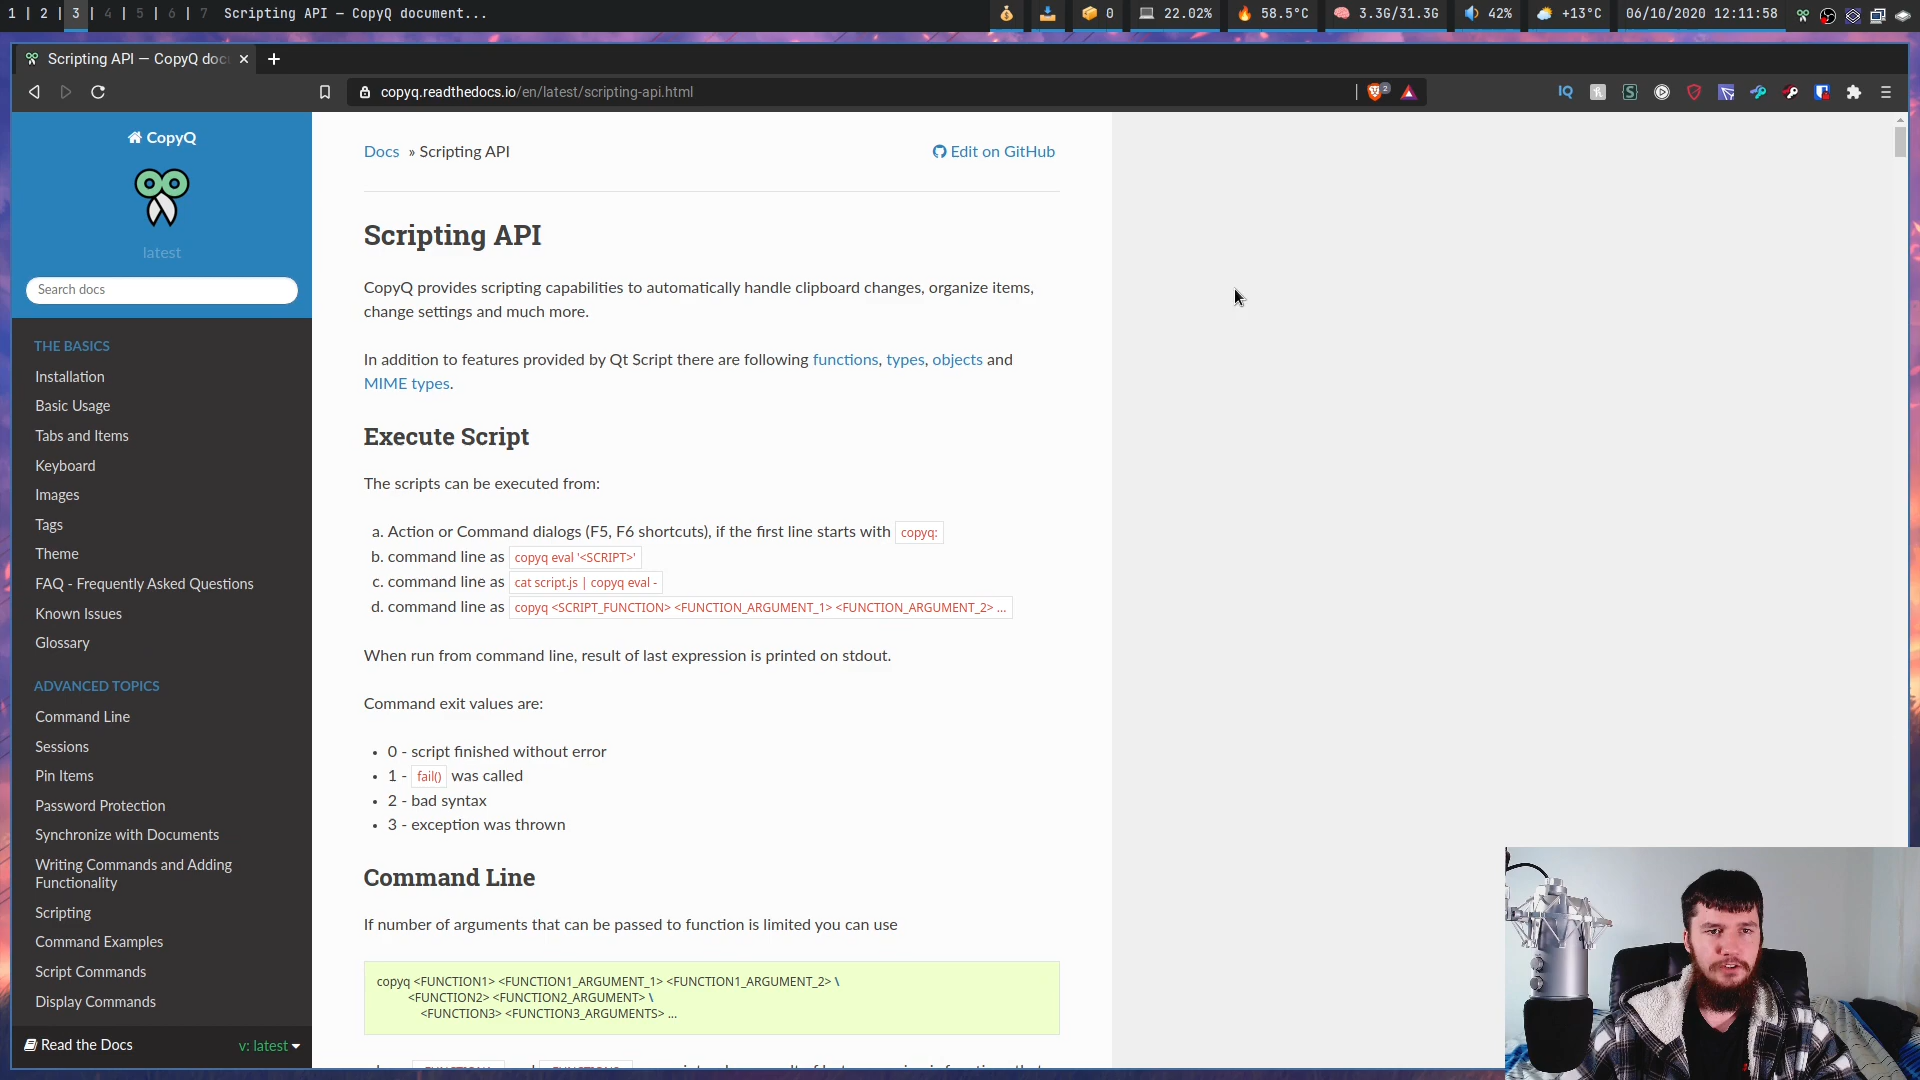 1 | 2 | 3 | 4 | 5 | 6 | 7 Scripting API — CopyQ document...
0 22.02% 58.5°C 3.3G/31.3G 42% +13°C 06/10/2020 12:11:58
Scripting API — CopyQ doc
copyq.readthedocs.io/en/latest/scripting-api.html
2
IQ
CopyQ
latest
Search docs
THE BASICS
Installation
Basic Usage
Tabs and Items
Keyboard
Images
Tags
Theme
FAQ - Frequently Asked Questions
Known Issues
Glossary
ADVANCED TOPICS
Command Line
Sessions
Pin Items
Password Protection
Synchronize with Documents
Writing Commands and Adding
Functionality
Scripting
Command Examples
Script Commands
Display Commands
Read the Docs v: latest
Docs » Scripting API
Edit on GitHub
Scripting API
CopyQ provides scripting capabilities to automatically handle clipboard changes, organize items,
change settings and much more.
In addition to features provided by Qt Script there are following functions, types, objects and
MIME types.
Execute Script
The scripts can be executed from:
a. Action or Command dialogs (F5, F6 shortcuts), if the first line starts with copyq:
b. command line as copyq eval '<SCRIPT>'
c. command line as cat script.js | copyq eval -
d. command line as copyq <SCRIPT_FUNCTION> <FUNCTION_ARGUMENT_1> <FUNCTION_ARGUMENT_2> ...
When run from command line, result of last expression is printed on stdout.
Command exit values are:
• 0 - script finished without error
• 1 - fail() was called
• 2 - bad syntax
• 3 - exception was thrown
Command Line
If number of arguments that can be passed to function is limited you can use
copyq <FUNCTION1> <FUNCTION1_ARGUMENT_1> <FUNCTION1_ARGUMENT_2> \
<FUNCTION2> <FUNCTION2_ARGUMENT> \
<FUNCTION3> <FUNCTION3_ARGUMENTS> ...